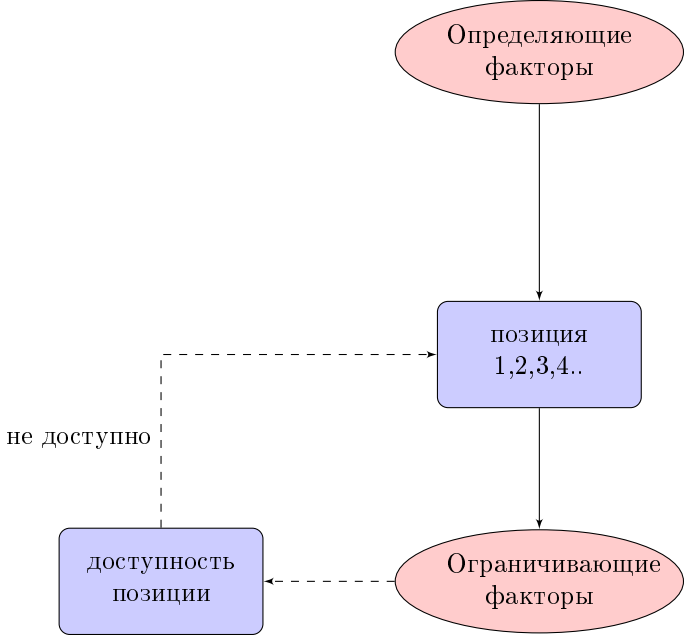 Определяющие
факторы
позиция
1,2,3,4..
не доступно
доступность
позиции
Ограничивающие
факторы